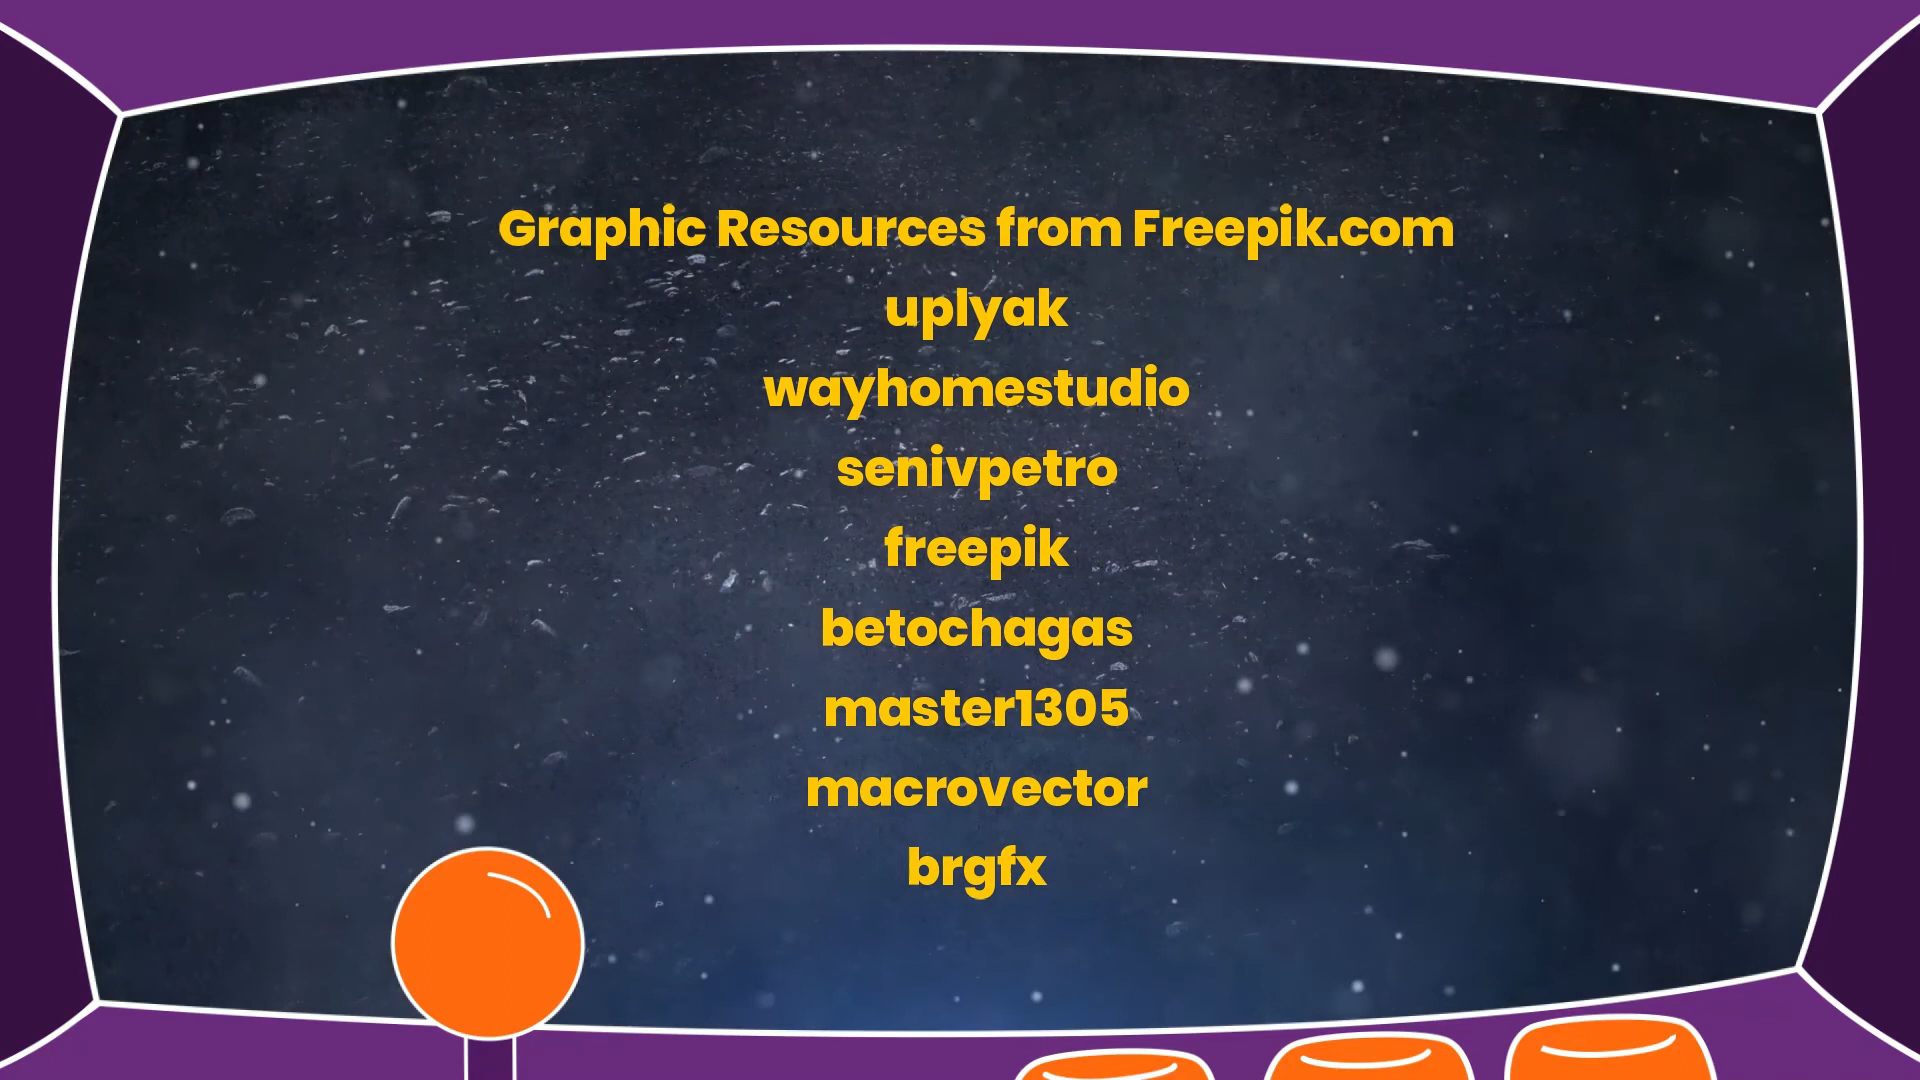 Graphic Resources from Freepik.com
uplyak
wayhomestudio
senivpetro
freepik
betochagas
master1305
macrovector
brgfx